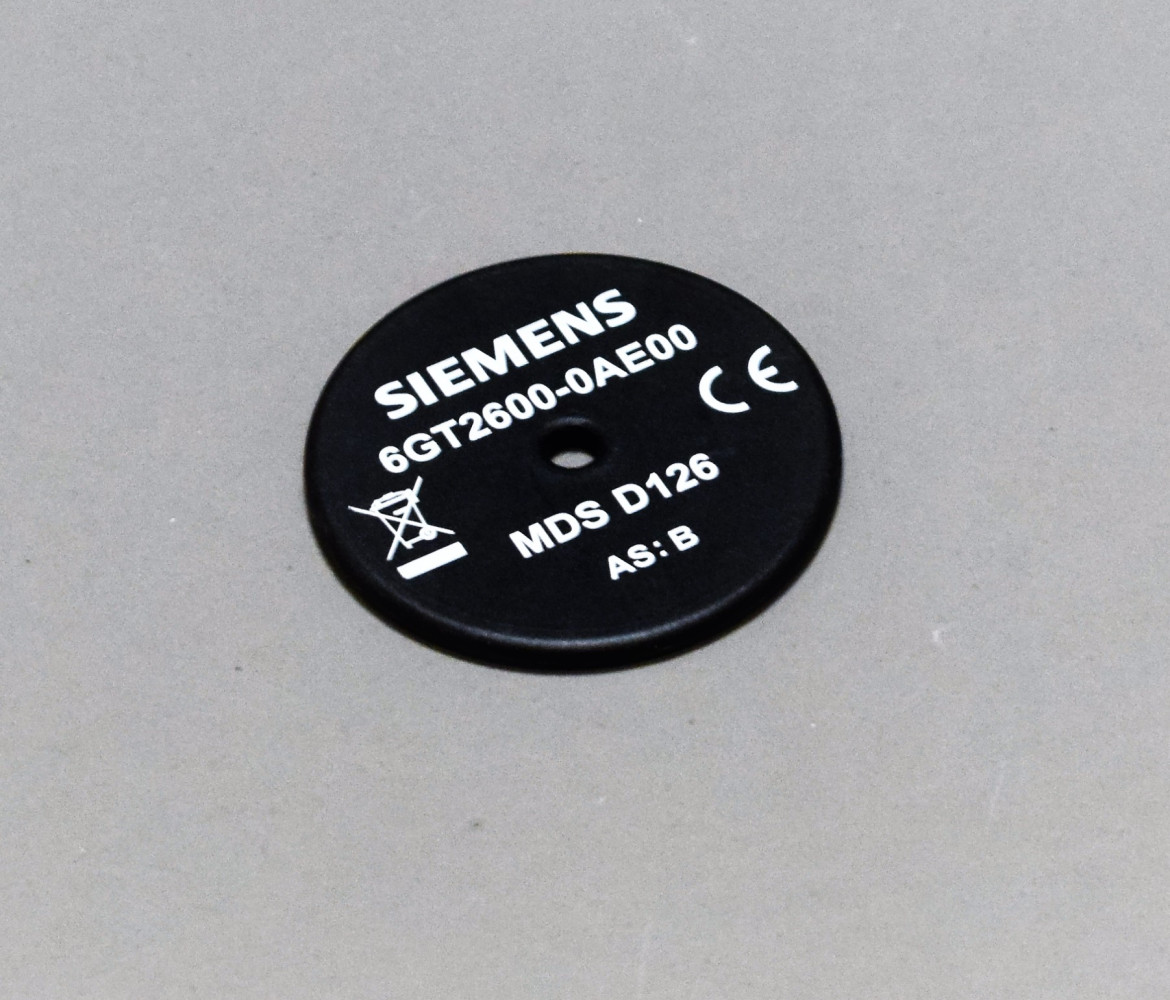 SIEMENS
6GT2600-0AE00
CE
MDS D126
AS: B